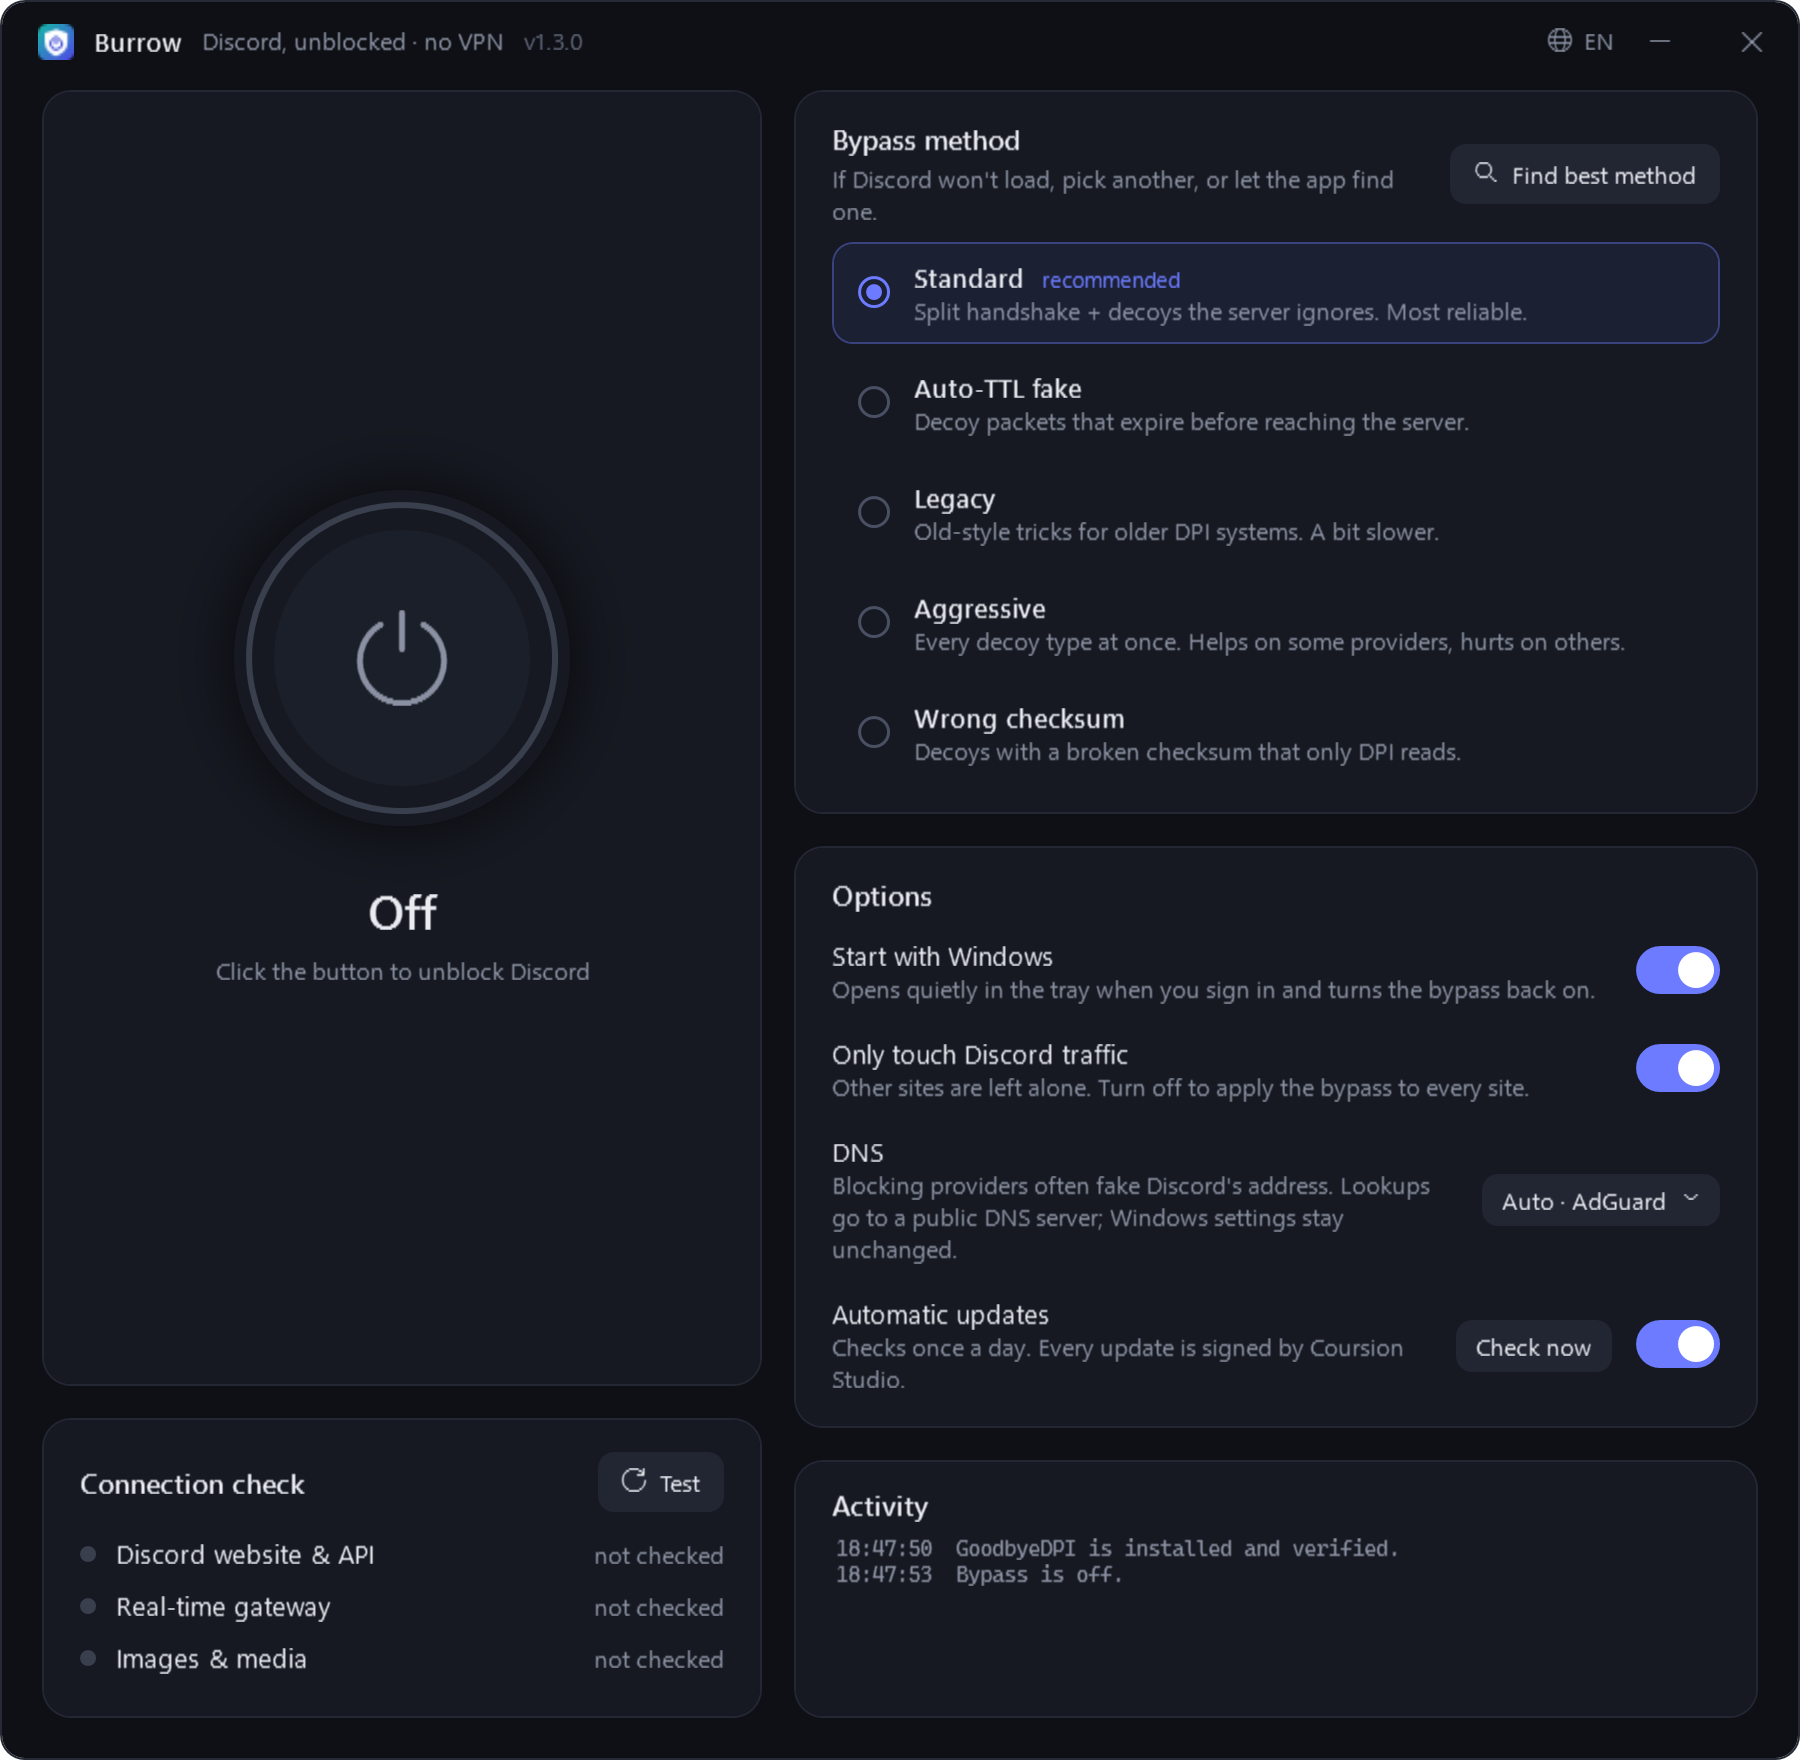 Burrow Discord, unblocked · no VPN v1.3.0
EN
Off
Click the button to unblock Discord
Connection check
Test
Discord website & API not checked
Real-time gateway not checked
Images & media not checked
Bypass method
If Discord won't load, pick another, or let the app find
one.
Find best method
Standard recommended
Split handshake + decoys the server ignores. Most reliable.
Auto-TTL fake
Decoy packets that expire before reaching the server.
Legacy
Old-style tricks for older DPI systems. A bit slower.
Aggressive
Every decoy type at once. Helps on some providers, hurts on others.
Wrong checksum
Decoys with a broken checksum that only DPI reads.
Options
Start with Windows
Opens quietly in the tray when you sign in and turns the bypass back on.
Only touch Discord traffic
Other sites are left alone. Turn off to apply the bypass to every site.
DNS
Blocking providers often fake Discord's address. Lookups
go to a public DNS server; Windows settings stay
unchanged.
Auto · AdGuard
Automatic updates
Checks once a day. Every update is signed by Coursion
Studio.
Check now
Activity
18:47:50 GoodbyeDPI is installed and verified.
18:47:53 Bypass is off.